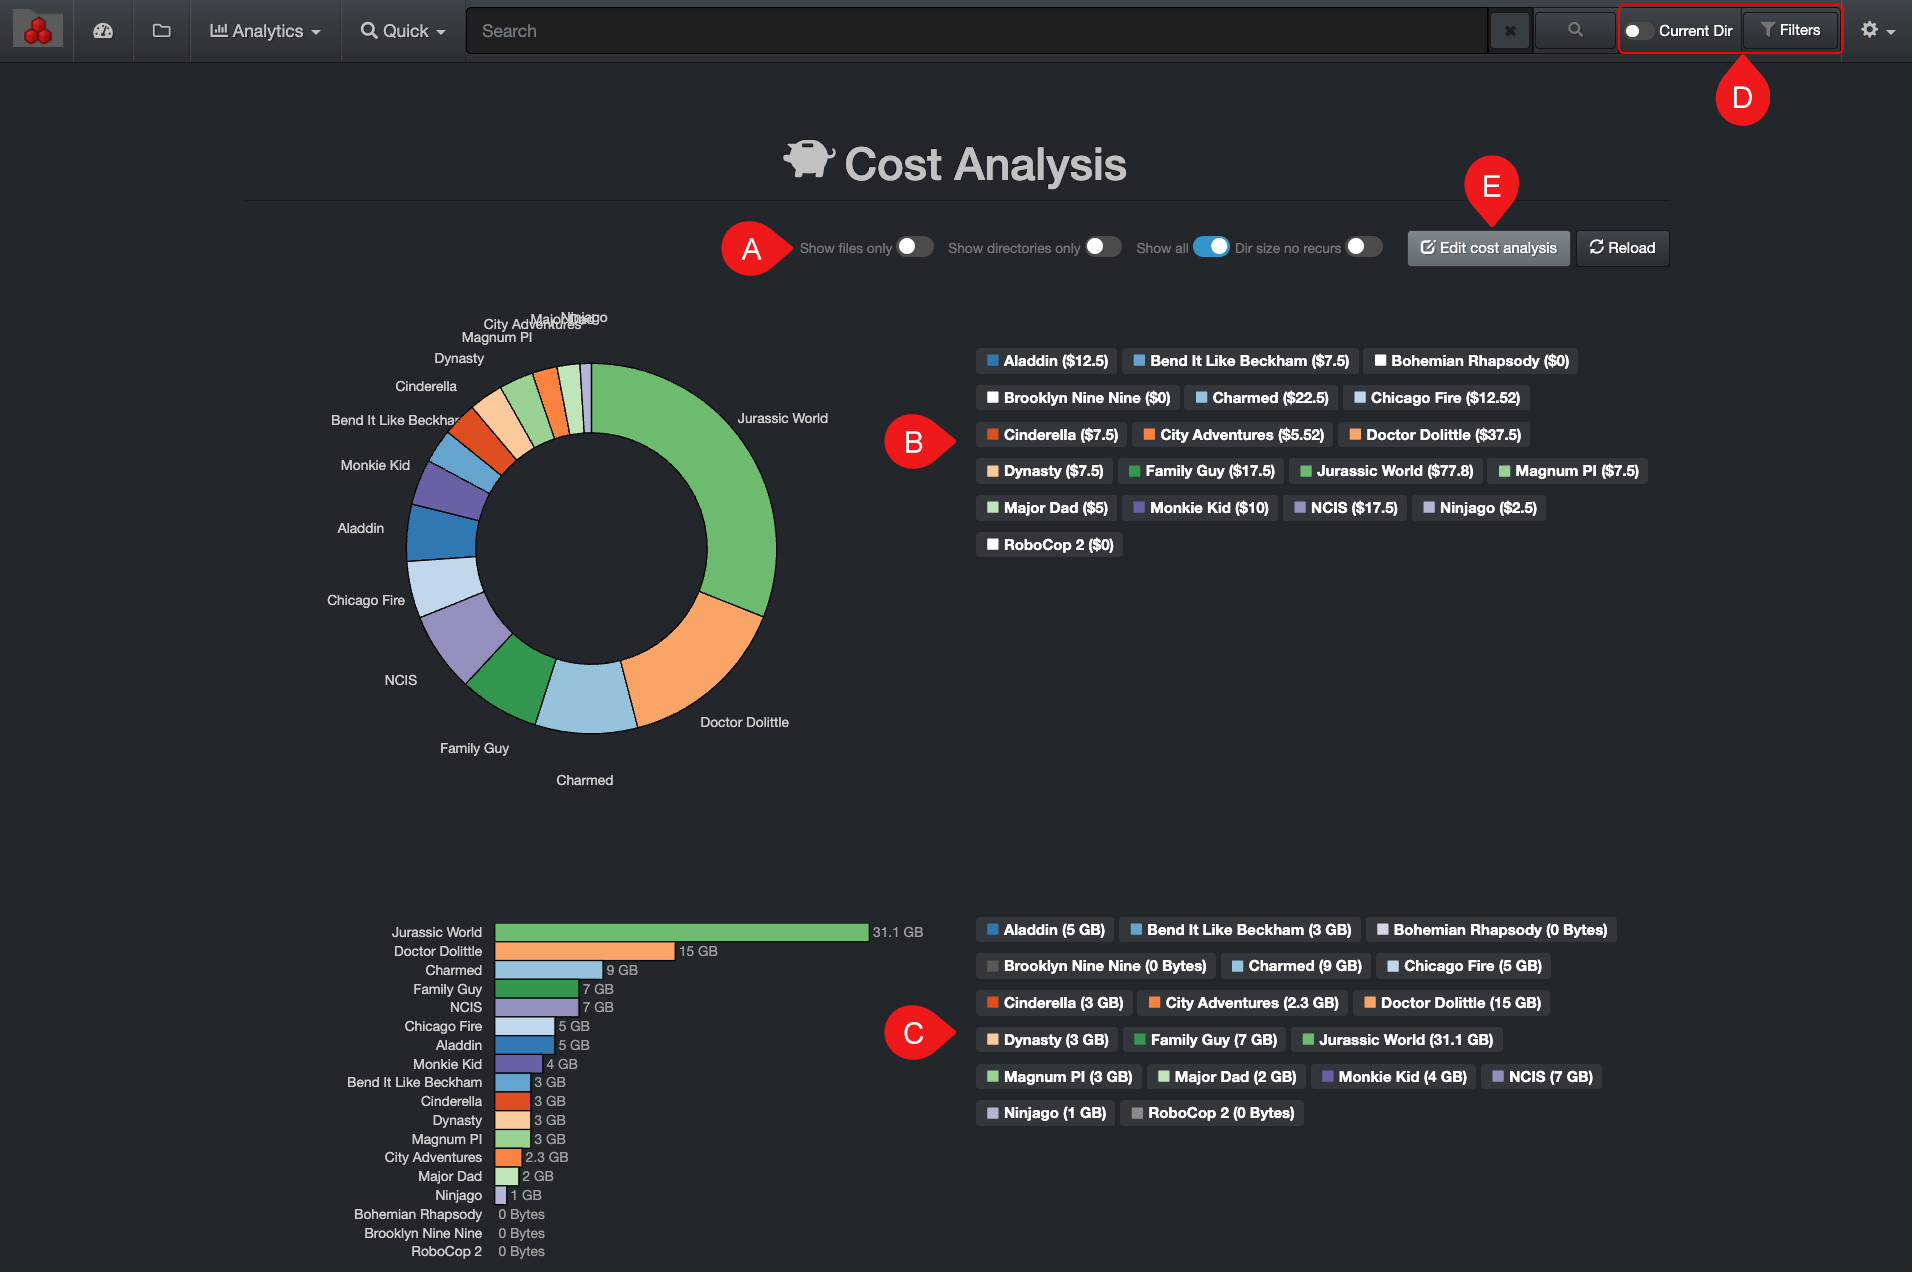 Analytics
Quick
Search
Current Dir
Filters
D
Cost Analysis
E
A
Show files only
Show directories only
Show all
Dir size no recurs
Edit cost analysis
Reload
Ninjago
Major Dad
City Adventures
Magnum PI
Dynasty
Cinderella
Bend It Like Beckham
Monkie Kid
Aladdin
Chicago Fire
NCIS
Family Guy
Charmed
Doctor Dolittle
Jurassic World
B
Aladdin ($12.5) Bend It Like Beckham ($7.5) Bohemian Rhapsody ($0)
Brooklyn Nine Nine ($0) Charmed ($22.5) Chicago Fire ($12.52)
Cinderella ($7.5) City Adventures ($5.52) Doctor Dolittle ($37.5)
Dynasty ($7.5) Family Guy ($17.5) Jurassic World ($77.8) Magnum PI ($7.5)
Major Dad ($5) Monkie Kid ($10) NCIS ($17.5) Ninjago ($2.5)
RoboCop 2 ($0)
Jurassic World 31.1 GB
Doctor Dolittle 15 GB
Charmed 9 GB
Family Guy 7 GB
NCIS 7 GB
Chicago Fire 5 GB
Aladdin 5 GB
Monkie Kid 4 GB
Bend It Like Beckham 3 GB
Cinderella 3 GB
Dynasty 3 GB
Magnum PI 3 GB
City Adventures 2.3 GB
Major Dad 2 GB
Ninjago 1 GB
Bohemian Rhapsody 0 Bytes
Brooklyn Nine Nine 0 Bytes
RoboCop 2 0 Bytes
C
Aladdin (5 GB) Bend It Like Beckham (3 GB) Bohemian Rhapsody (0 Bytes)
Brooklyn Nine Nine (0 Bytes) Charmed (9 GB) Chicago Fire (5 GB)
Cinderella (3 GB) City Adventures (2.3 GB) Doctor Dolittle (15 GB)
Dynasty (3 GB) Family Guy (7 GB) Jurassic World (31.1 GB)
Magnum PI (3 GB) Major Dad (2 GB) Monkie Kid (4 GB) NCIS (7 GB)
Ninjago (1 GB) RoboCop 2 (0 Bytes)